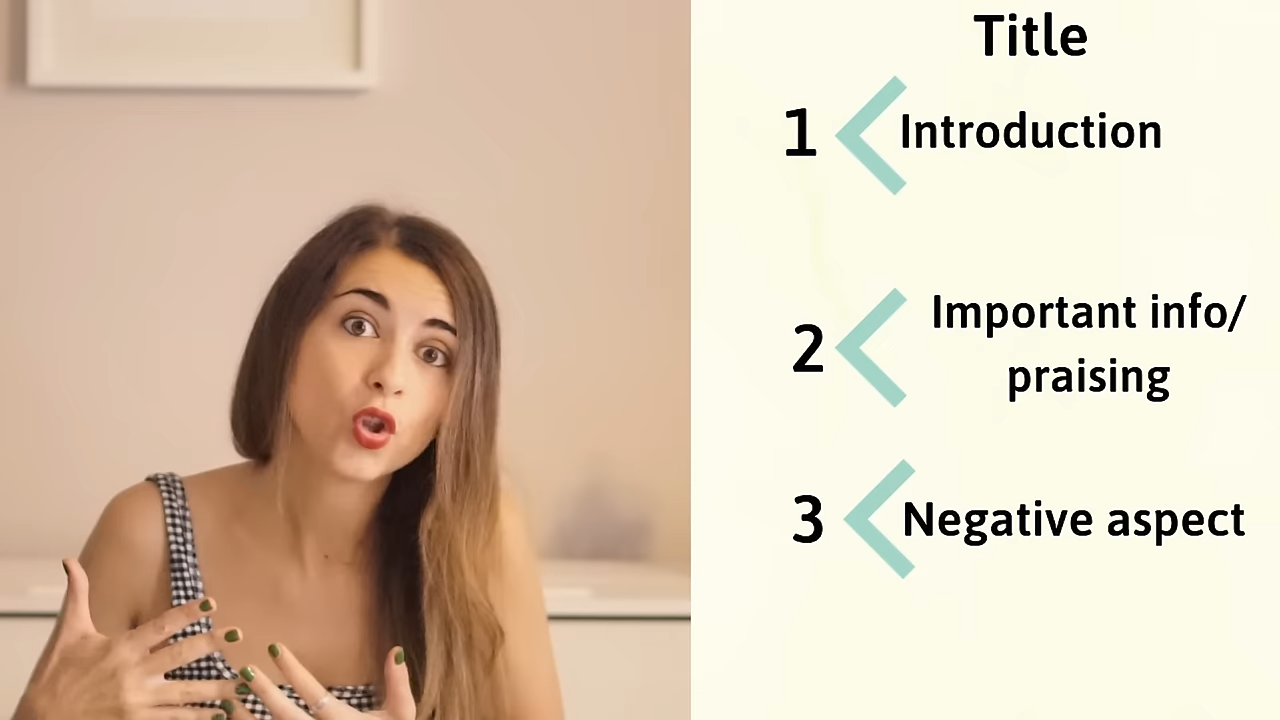 Title
1 Introduction
2 Important info/
praising
3 Negative aspect